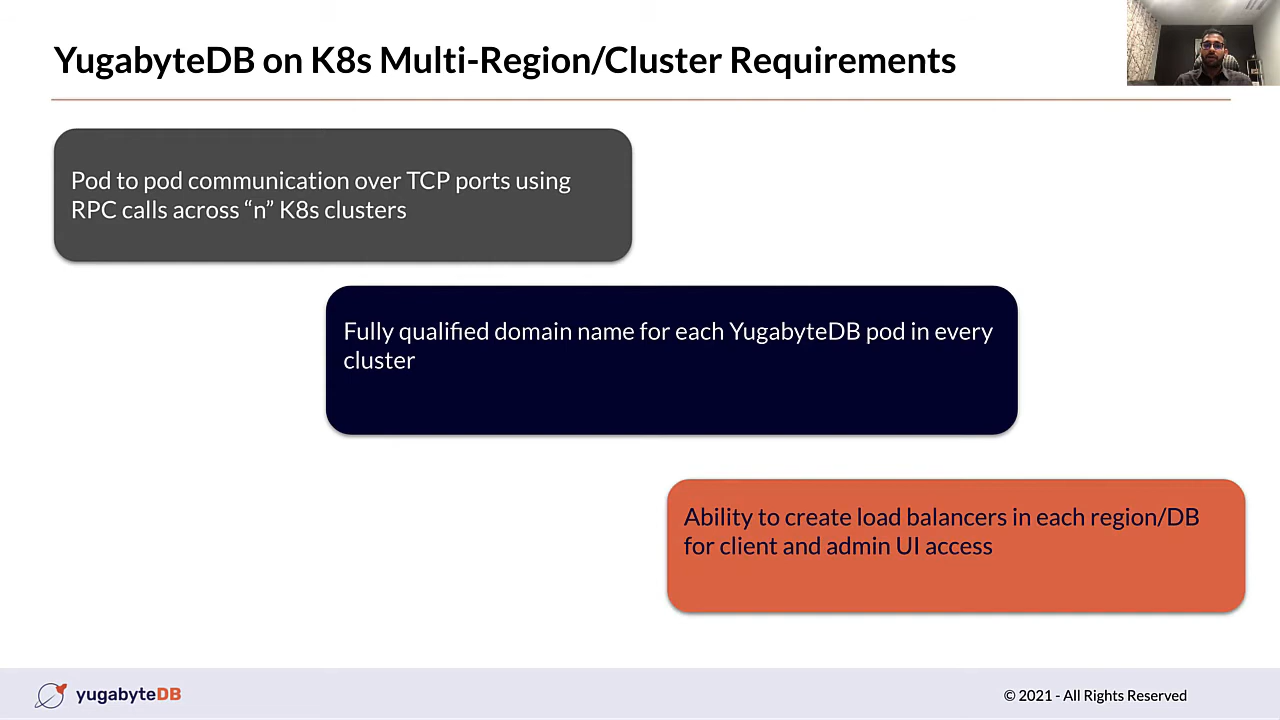 YugabyteDB on K8s Multi-Region/Cluster Requirements
Pod to pod communication over TCP ports using
RPC calls across “n” K8s clusters
Fully qualified domain name for each YugabyteDB pod in every
cluster
Ability to create load balancers in each region/DB
for client and admin UI access
yugabyteDB
© 2021 - All Rights Reserved